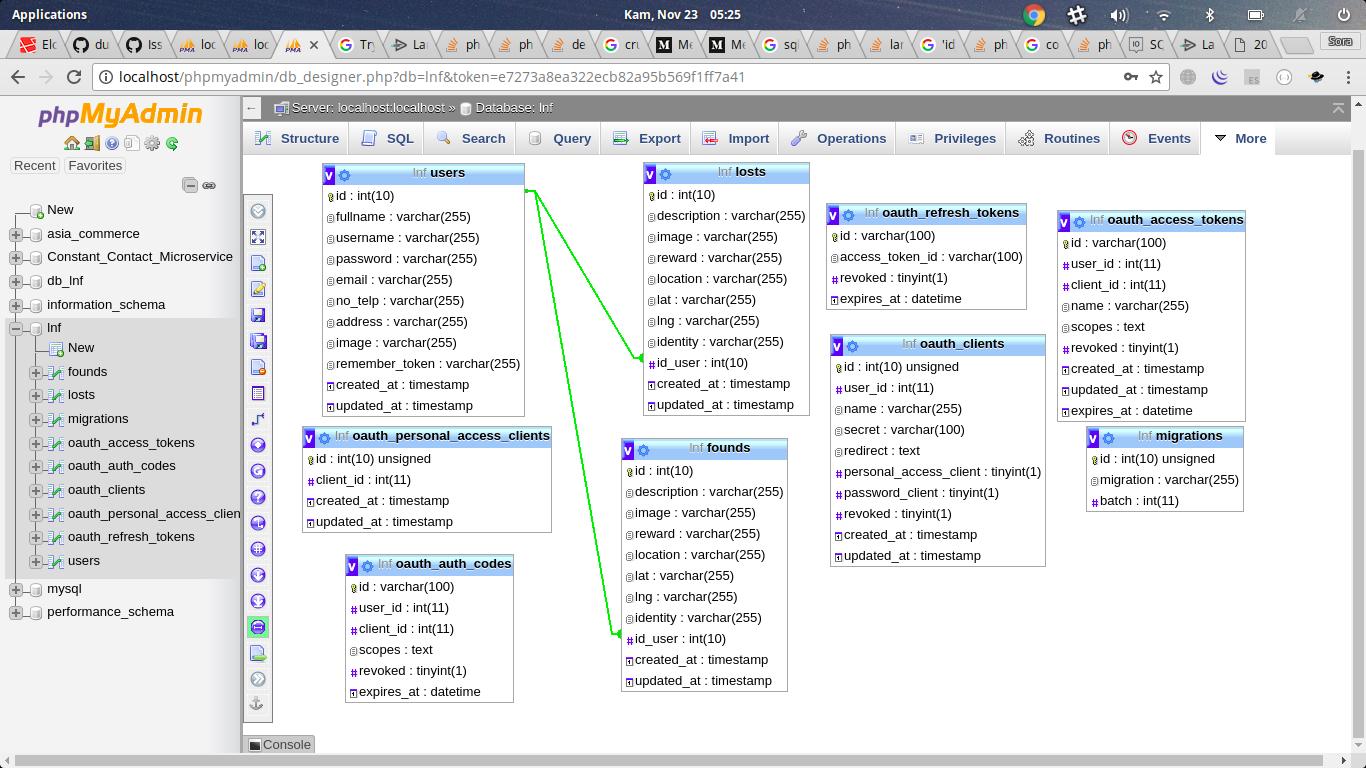 Applications
Kam, Nov 23 05:25
Elo
du
Iss
loc
loc
Try
La
ph
ph
de
cru
Me
Me
sq
ph
lar
'id
ph
co
ph
SC
La
20
Sora
localhost/phpmyadmin/db_designer.php?db=lnf&token=e7273a8ea322ecb82a95b569f1ff7a41
phpMyAdmin
Recent
Favorites
New
asia_commerce
Constant_Contact_Microservice
db_lnf
information_schema
lnf
New
founds
losts
migrations
oauth_access_tokens
oauth_auth_codes
oauth_clients
oauth_personal_access_clien
oauth_refresh_tokens
users
mysql
performance_schema
Server: localhost:localhost » Database: lnf
Structure
SQL
Search
Query
Export
Import
Operations
Privileges
Routines
Events
More
lnf users
id : int(10)
fullname : varchar(255)
username : varchar(255)
password : varchar(255)
email : varchar(255)
no_telp : varchar(255)
address : varchar(255)
image : varchar(255)
remember_token : varchar(255)
created_at : timestamp
updated_at : timestamp
lnf oauth_personal_access_clients
id : int(10) unsigned
client_id : int(11)
created_at : timestamp
updated_at : timestamp
lnf oauth_auth_codes
id : varchar(100)
user_id : int(11)
client_id : int(11)
scopes : text
revoked : tinyint(1)
expires_at : datetime
lnf losts
id : int(10)
description : varchar(255)
image : varchar(255)
reward : varchar(255)
location : varchar(255)
lat : varchar(255)
lng : varchar(255)
identity : varchar(255)
id_user : int(10)
created_at : timestamp
updated_at : timestamp
lnf founds
id : int(10)
description : varchar(255)
image : varchar(255)
reward : varchar(255)
location : varchar(255)
lat : varchar(255)
lng : varchar(255)
identity : varchar(255)
id_user : int(10)
created_at : timestamp
updated_at : timestamp
lnf oauth_refresh_tokens
id : varchar(100)
access_token_id : varchar(100)
revoked : tinyint(1)
expires_at : datetime
lnf oauth_clients
id : int(10) unsigned
user_id : int(11)
name : varchar(255)
secret : varchar(100)
redirect : text
personal_access_client : tinyint(1)
password_client : tinyint(1)
revoked : tinyint(1)
created_at : timestamp
updated_at : timestamp
lnf oauth_access_tokens
id : varchar(100)
user_id : int(11)
client_id : int(11)
name : varchar(255)
scopes : text
revoked : tinyint(1)
created_at : timestamp
updated_at : timestamp
expires_at : datetime
lnf migrations
id : int(10) unsigned
migration : varchar(255)
batch : int(11)
Console